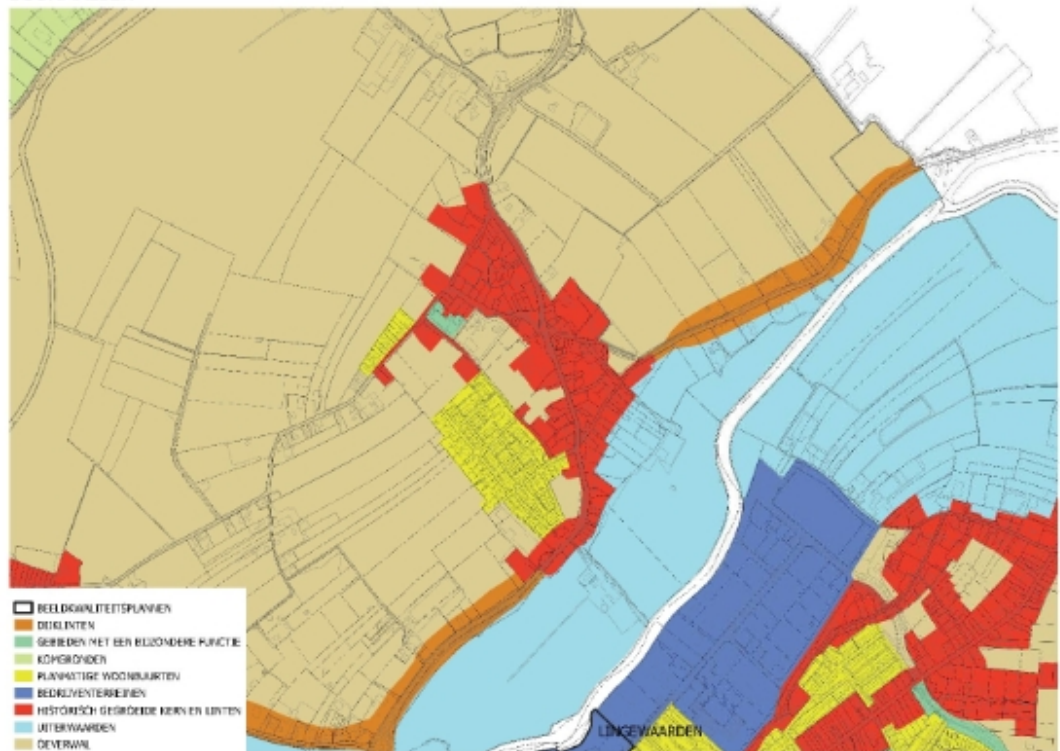 BEELDKWALITEITSPLANNEN
DIJKLINTEN
GEBIEDEN MET EEN BIJZONDERE FUNCTIE
KOMGRONDEN
PLANMATIGE WOONBUURTEN
BEDRIJVENTERREINEN
HISTORISCH GEGROEIDE KERN EN LINTEN
UITERWAARDEN
OEVERWAL
LINGEWAARDEN